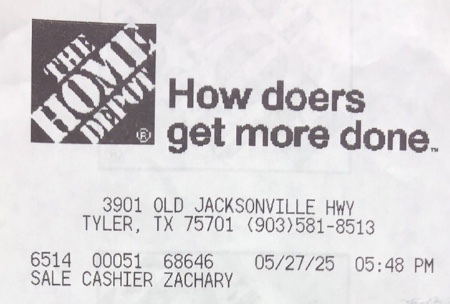 THE
HOME
DEPOT
®
How doers
get more done.™
3901 OLD JACKSONVILLE HWY
TYLER, TX 75701 (903)581-8513
6514 00051 68646 05/27/25 05:48 PM
SALE CASHIER ZACHARY